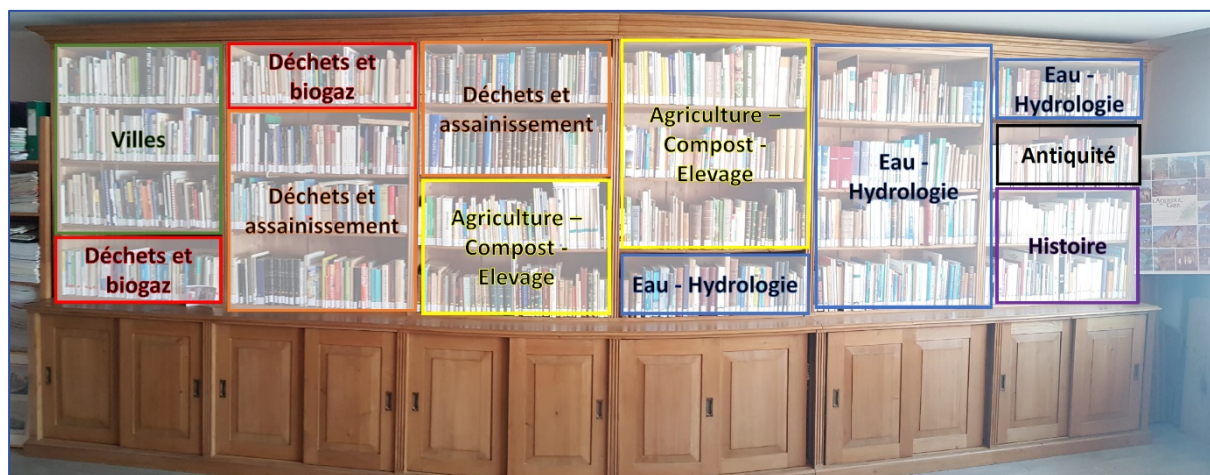 Villes
Déchets et
biogaz
Déchets et
biogaz
Déchets et
assainissement
Déchets et
assainissement
Agriculture –
Compost -
Elevage
Agriculture –
Compost -
Elevage
Eau - Hydrologie
Eau -
Hydrologie
Eau -
Hydrologie
Antiquité
Histoire